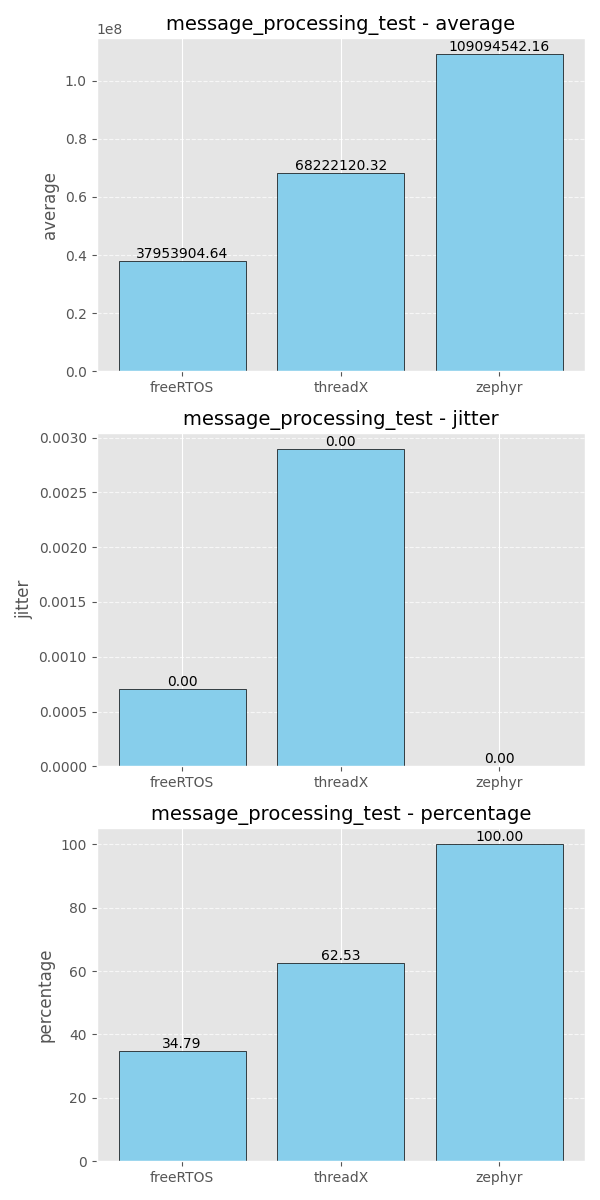 message_processing_test - average
1e8
109094542.16
1.0
0.8
68222120.32
0.6
average
0.4
37953904.64
0.2
0.0
freeRTOS threadX zephyr
message_processing_test - jitter
0.0030
0.00
0.0025
0.0020
0.0015
jitter
0.0010
0.00
0.0005
0.00
0.0000
freeRTOS threadX zephyr
message_processing_test - percentage
100.00
100
80
62.53
60
percentage
40
34.79
20
0
freeRTOS threadX zephyr